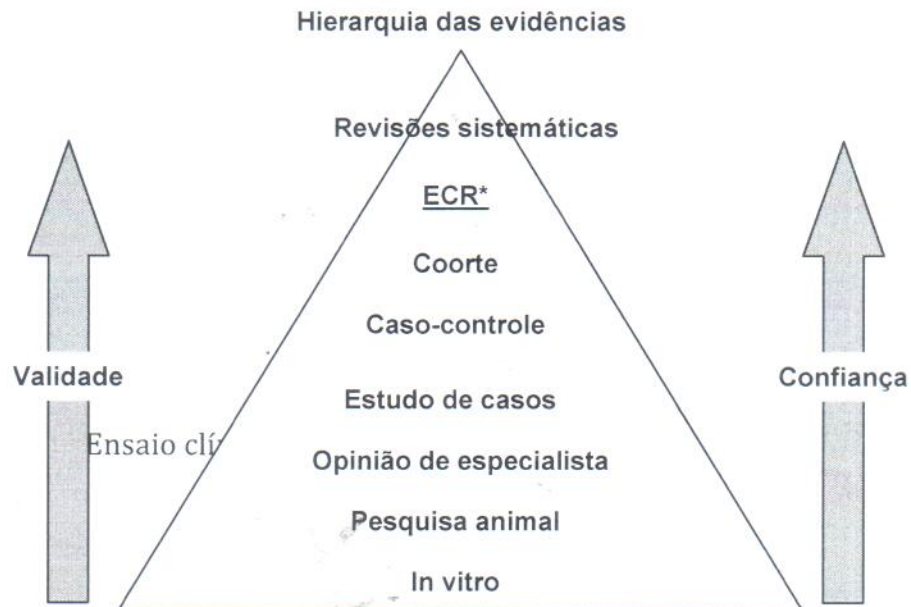 Hierarquia das evidências
Revisões sistemáticas
ECR*
Coorte
Caso-controle
Validade
Confiança
Estudo de casos
Ensaio
Opinião de especialista
Pesquisa animal
In vitro